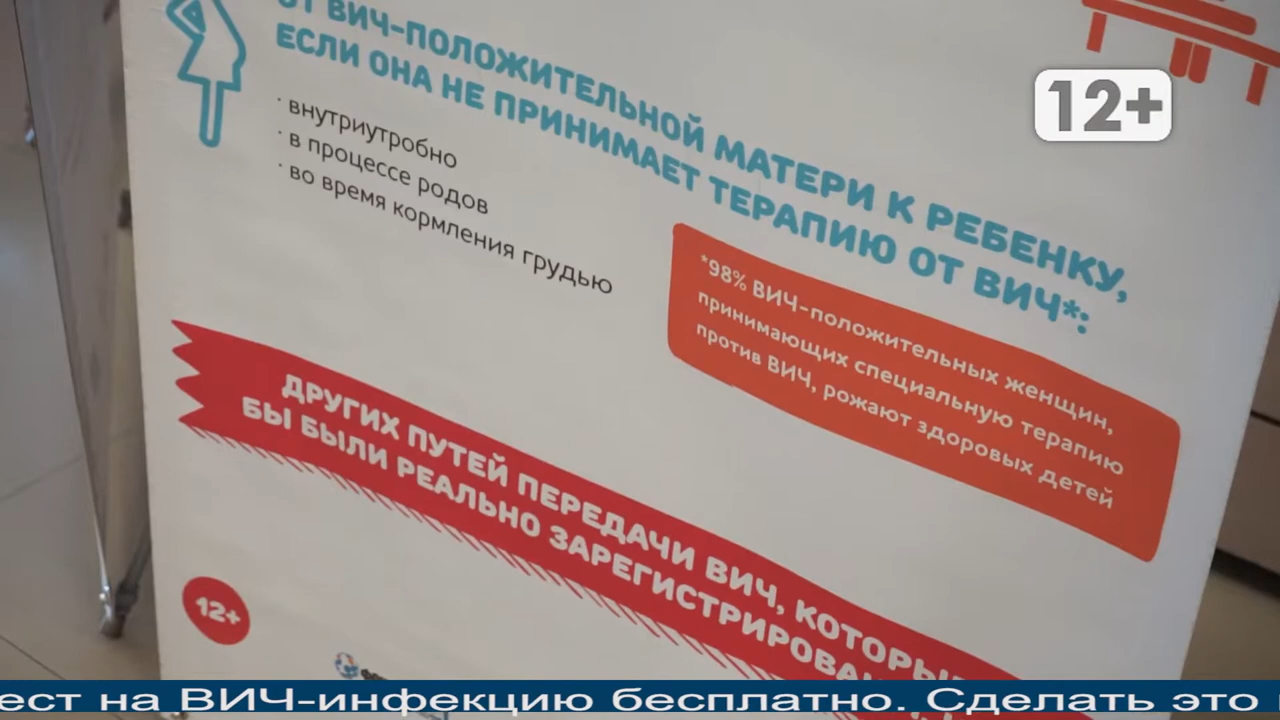 ОТ ВИЧ-ПОЛОЖИТЕЛЬНОЙ МАТЕРИ К РЕБЕНКУ,
ЕСЛИ ОНА НЕ ПРИНИМАЕТ ТЕРАПИЮ ОТ ВИЧ*:
· внутриутробно
· в процессе родов
· во время кормления грудью
12+
*98% ВИЧ-положительных женщин,
принимающих специальную терапию
против ВИЧ, рожают здоровых детей
ДРУГИХ ПУТЕЙ ПЕРЕДАЧИ ВИЧ, КОТОРЫ
БЫ БЫЛИ РЕАЛЬНО ЗАРЕГИСТРИРОВА
12+
ест на ВИЧ-инфекцию бесплатно. Сделать это